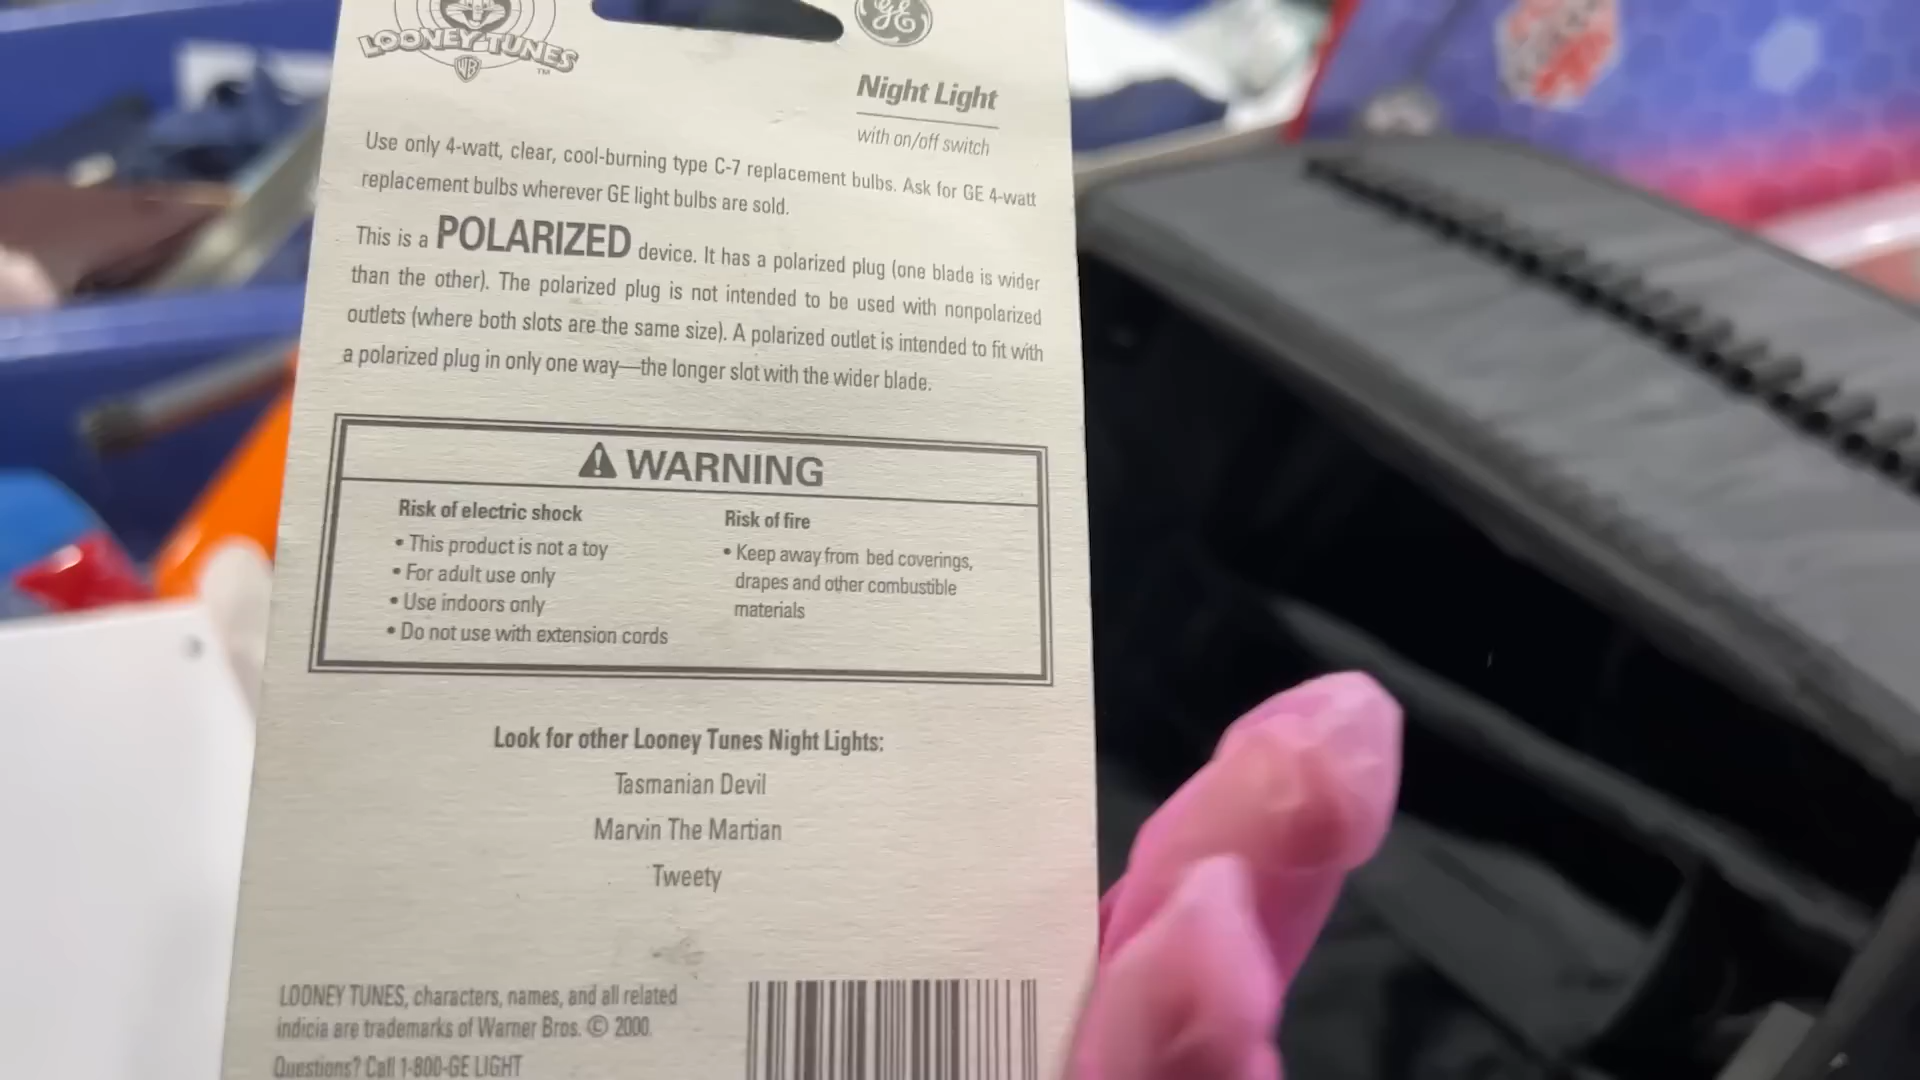 LOONEY TUNES
WB
TM
GE
Night Light
with on/off switch
Use only 4-watt, clear, cool-burning type C-7 replacement bulbs. Ask for GE 4-watt
replacement bulbs wherever GE light bulbs are sold.
This is a POLARIZED device. It has a polarized plug (one blade is wider
than the other). The polarized plug is not intended to be used with nonpolarized
outlets (where both slots are the same size). A polarized outlet is intended to fit with
a polarized plug in only one way—the longer slot with the wider blade.
WARNING
Risk of electric shock
• This product is not a toy
• For adult use only
• Use indoors only
• Do not use with extension cords
Risk of fire
• Keep away from bed coverings,
drapes and other combustible
materials
Look for other Looney Tunes Night Lights:
Tasmanian Devil
Marvin The Martian
Tweety
LOONEY TUNES, characters, names, and all related
indicia are trademarks of Warner Bros. © 2000.
Questions? Call 1-800-GE LIGHT